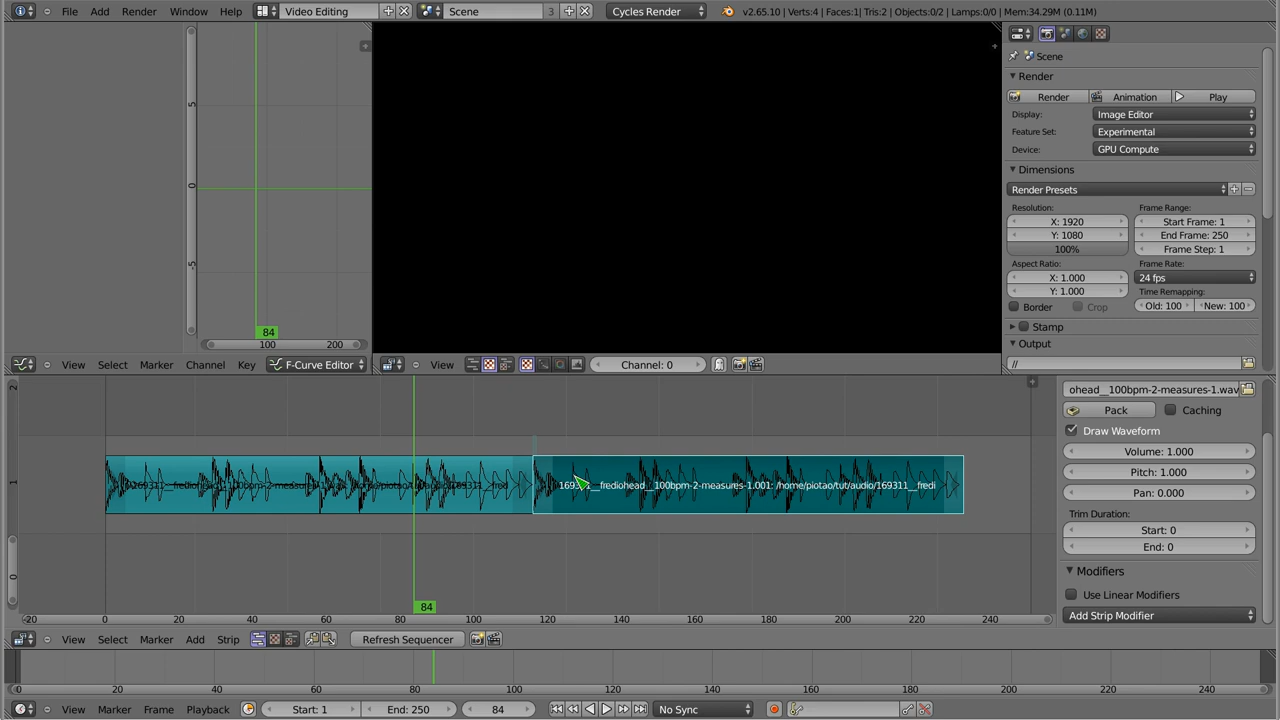 File Add Render Window Help Video Editing Scene 3 Cycles Render v2.65.10 | Verts:4 | Faces:1| Tris:2 | Objects:0/2 | Lamps:0/0 | Mem:34.29M (0.11M)
5
0
-5
84
100 200
View Select Marker Channel Key F-Curve Editor
View Channel: 0
Scene
Render
Render Animation Play
Display: Image Editor
Feature Set: Experimental
Device: GPU Compute
Dimensions
Render Presets
Resolution: Frame Range:
X: 1920 Start Frame: 1
Y: 1080 End Frame: 250
100% Frame Step: 1
Aspect Ratio: Frame Rate:
X: 1.000 24 fps
Y: 1.000 Time Remapping:
Border Crop Old: 100 New: 100
Stamp
Output
//
2
1
0
169311__frediohead__100bpm-2-measures-1.001: /home/piotao/tut/audio/169311__fredi
84
-20 0 20 40 60 80 100 120 140 160 180 200 220 240
ohead__100bpm-2-measures-1.wav
Pack Caching
Draw Waveform
Volume: 1.000
Pitch: 1.000
Pan: 0.000
Trim Duration:
Start: 0
End: 0
Modifiers
Use Linear Modifiers
Add Strip Modifier
View Select Marker Add Strip Refresh Sequencer
0 20 40 60 80 100 120 140 160 180 200 220 240
View Marker Frame Playback Start: 1 End: 250 84 No Sync